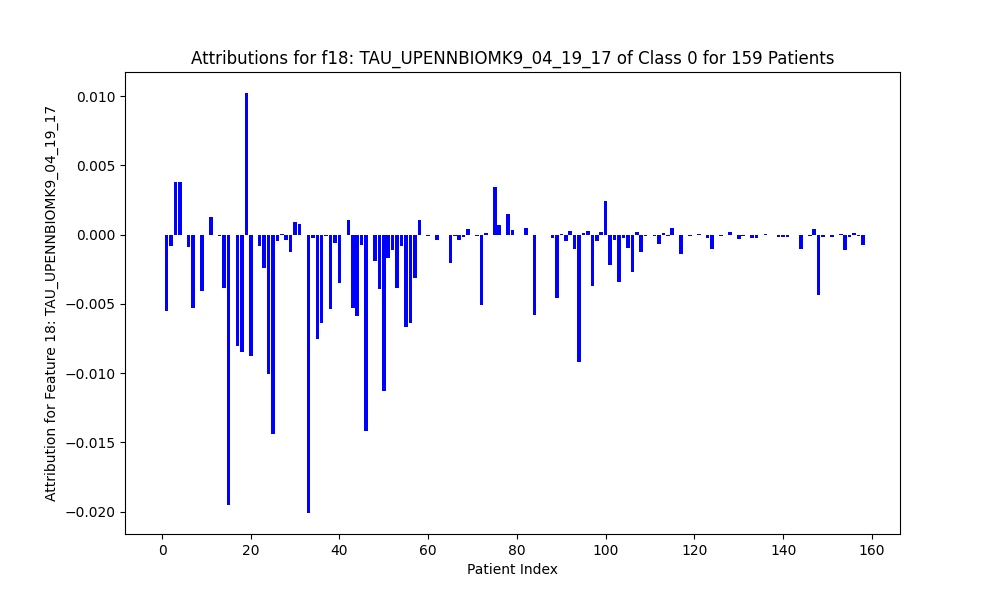 Attributions for f18: TAU_UPENNBIOMK9_04_19_17 of Class 0 for 159 Patients
Attribution for Feature 18: TAU_UPENNBIOMK9_04_19_17
0.010
0.005
0.000
−0.005
−0.010
−0.015
−0.020
0 20 40 60 80 100 120 140 160
Patient Index